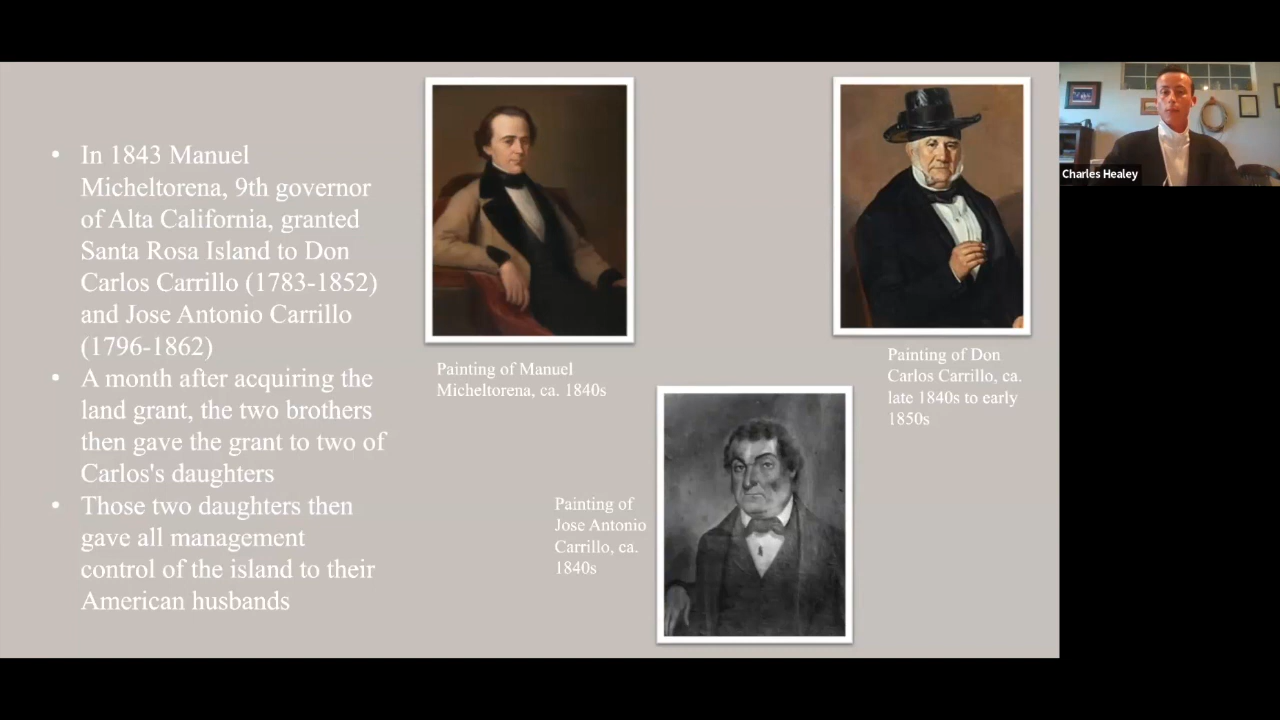 • In 1843 Manuel
Micheltorena, 9th governor
of Alta California, granted
Santa Rosa Island to Don
Carlos Carrillo (1783-1852)
and Jose Antonio Carrillo
(1796-1862)
• A month after acquiring the
land grant, the two brothers
then gave the grant to two of
Carlos's daughters
• Those two daughters then
gave all management
control of the island to their
American husbands
Painting of Manuel
Micheltorena, ca. 1840s
Painting of Don
Carlos Carrillo, ca.
late 1840s to early
1850s
Painting of
Jose Antonio
Carrillo, ca.
1840s
Charles Healey